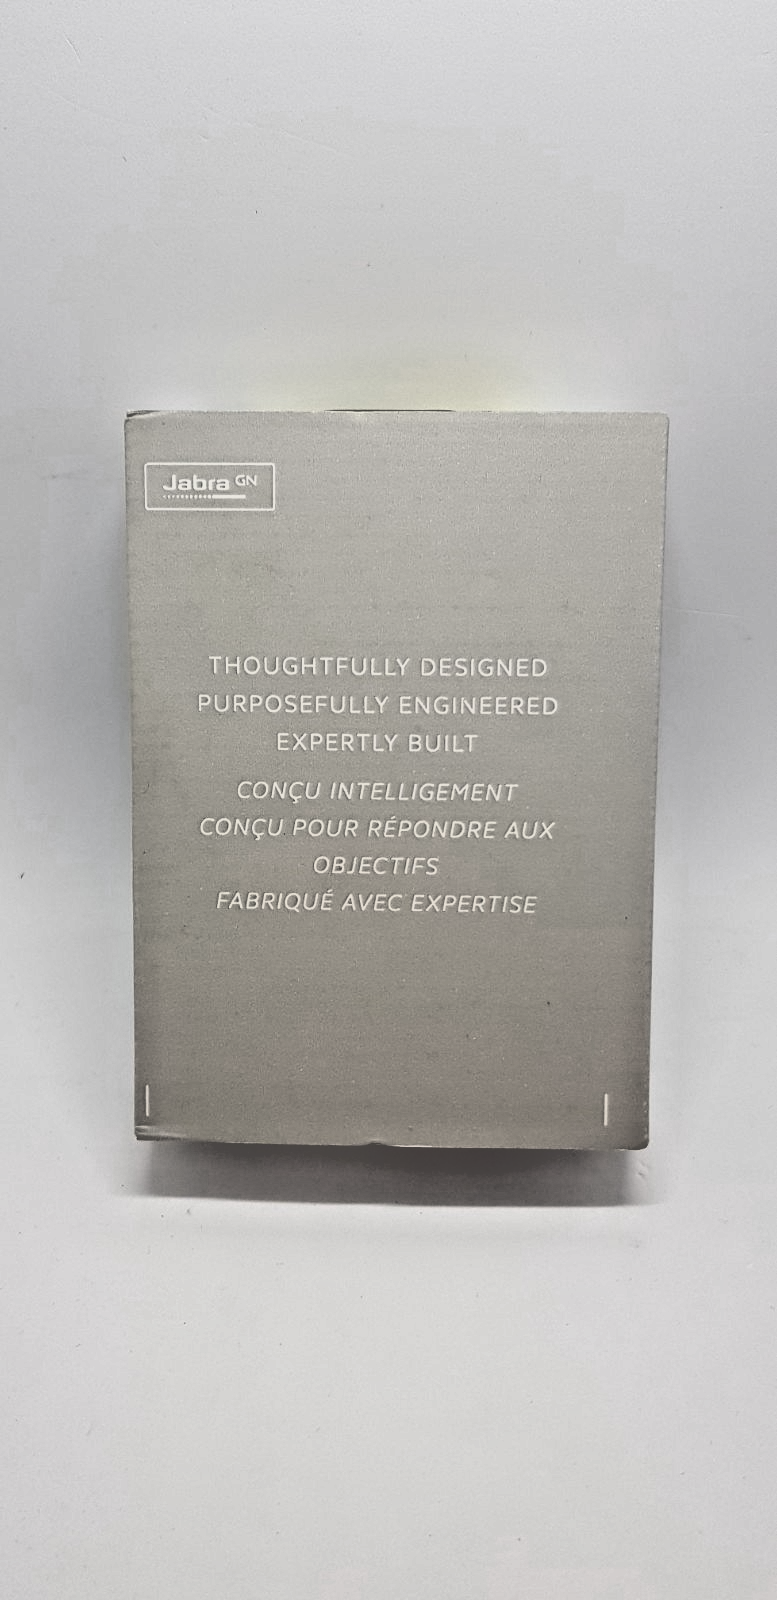 Jabra GN
THOUGHTFULLY DESIGNED
PURPOSEFULLY ENGINEERED
EXPERTLY BUILT
CONÇU INTELLIGEMENT
CONÇU POUR RÉPONDRE AUX
OBJECTIFS
FABRIQUÉ AVEC EXPERTISE